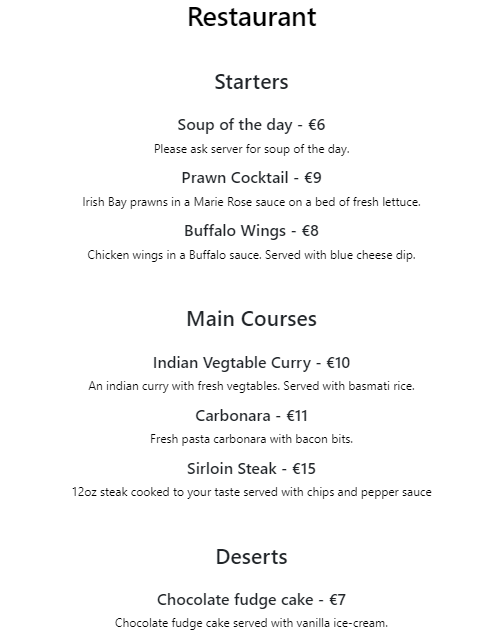 Restaurant
Starters
Soup of the day - €6
Please ask server for soup of the day.
Prawn Cocktail - €9
Irish Bay prawns in a Marie Rose sauce on a bed of fresh lettuce.
Buffalo Wings - €8
Chicken wings in a Buffalo sauce. Served with blue cheese dip.
Main Courses
Indian Vegtable Curry - €10
An indian curry with fresh vegtables. Served with basmati rice.
Carbonara - €11
Fresh pasta carbonara with bacon bits.
Sirloin Steak - €15
12oz steak cooked to your taste served with chips and pepper sauce
Deserts
Chocolate fudge cake - €7
Chocolate fudge cake served with vanilla ice-cream.